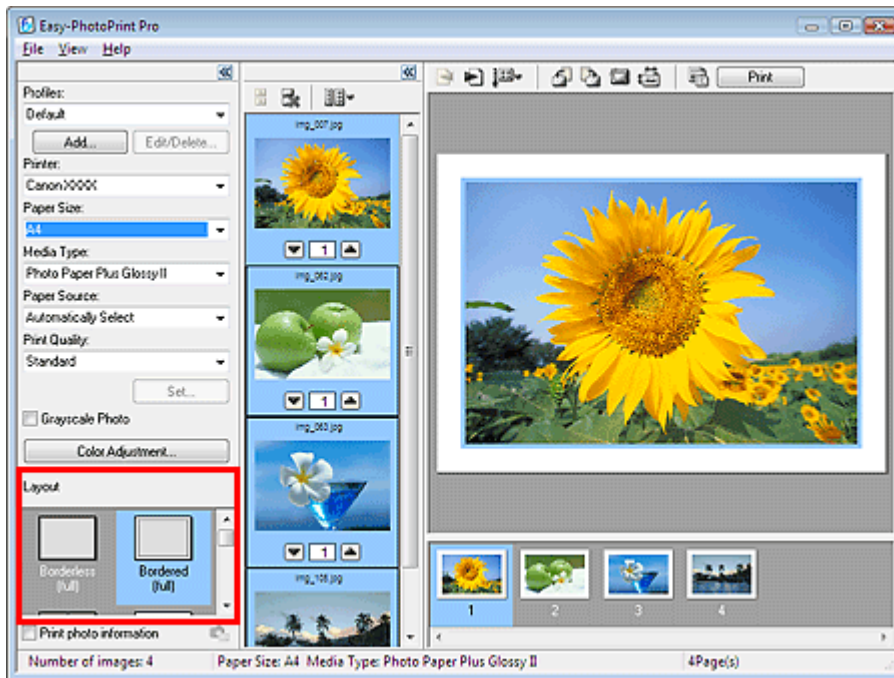 Easy-PhotoPrint Pro
File View Help
Profiles:
Default
Add... Edit/Delete...
Printer:
Canon XXXX
Paper Size:
A4
Media Type:
Photo Paper Plus Glossy II
Paper Source:
Automatically Select
Print Quality:
Standard
Set...
Grayscale Photo
Color Adjustment...
Layout
Borderless (full)
Bordered (full)
Print photo information
img_007.jpg
1
img_062.jpg
1
img_063.jpg
1
img_105.jpg
Print
1 2 3 4
Number of images: 4 Paper Size: A4 Media Type: Photo Paper Plus Glossy II 4Page(s)